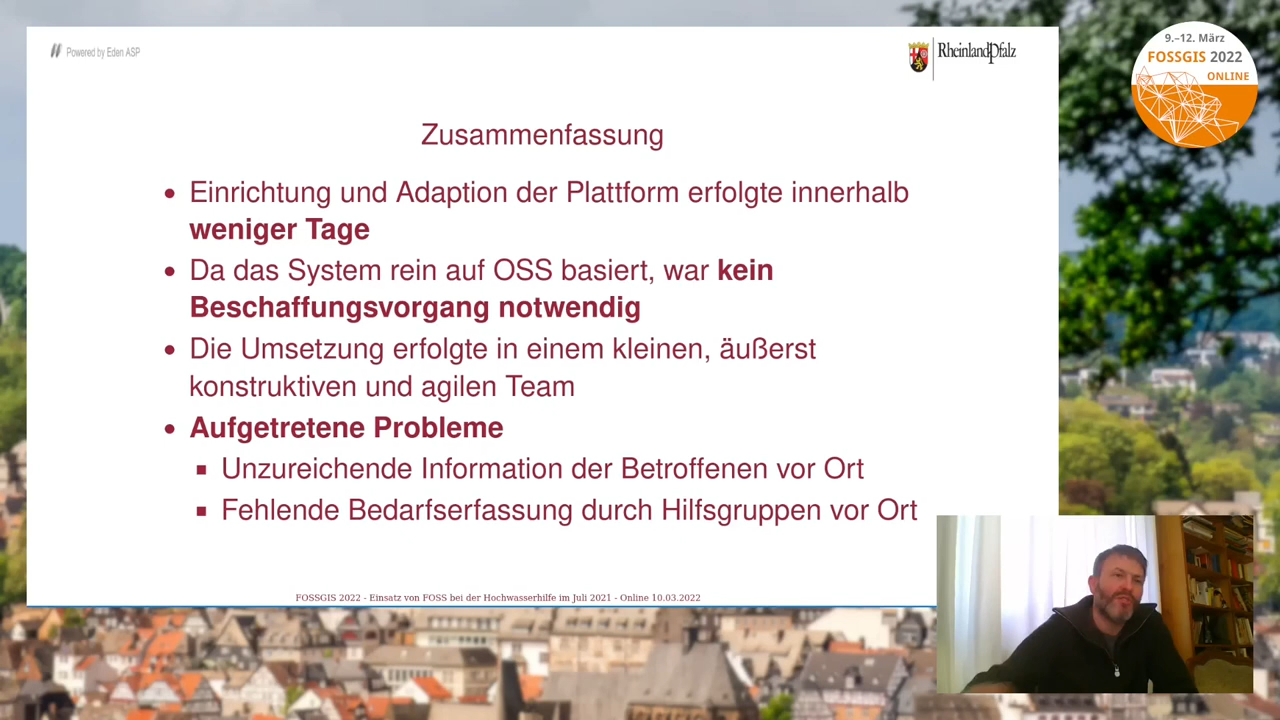 Powered by Eden ASP
RheinlandPfalz
9.–12. März
FOSSGIS 2022
ONLINE
Zusammenfassung
• Einrichtung und Adaption der Plattform erfolgte innerhalb
weniger Tage
• Da das System rein auf OSS basiert, war kein
Beschaffungsvorgang notwendig
• Die Umsetzung erfolgte in einem kleinen, äußerst
konstruktiven und agilen Team
• Aufgetretene Probleme
▪ Unzureichende Information der Betroffenen vor Ort
▪ Fehlende Bedarfserfassung durch Hilfsgruppen vor Ort
FOSSGIS 2022 - Einsatz von FOSS bei der Hochwasserhilfe im Juli 2021 - Online 10.03.2022